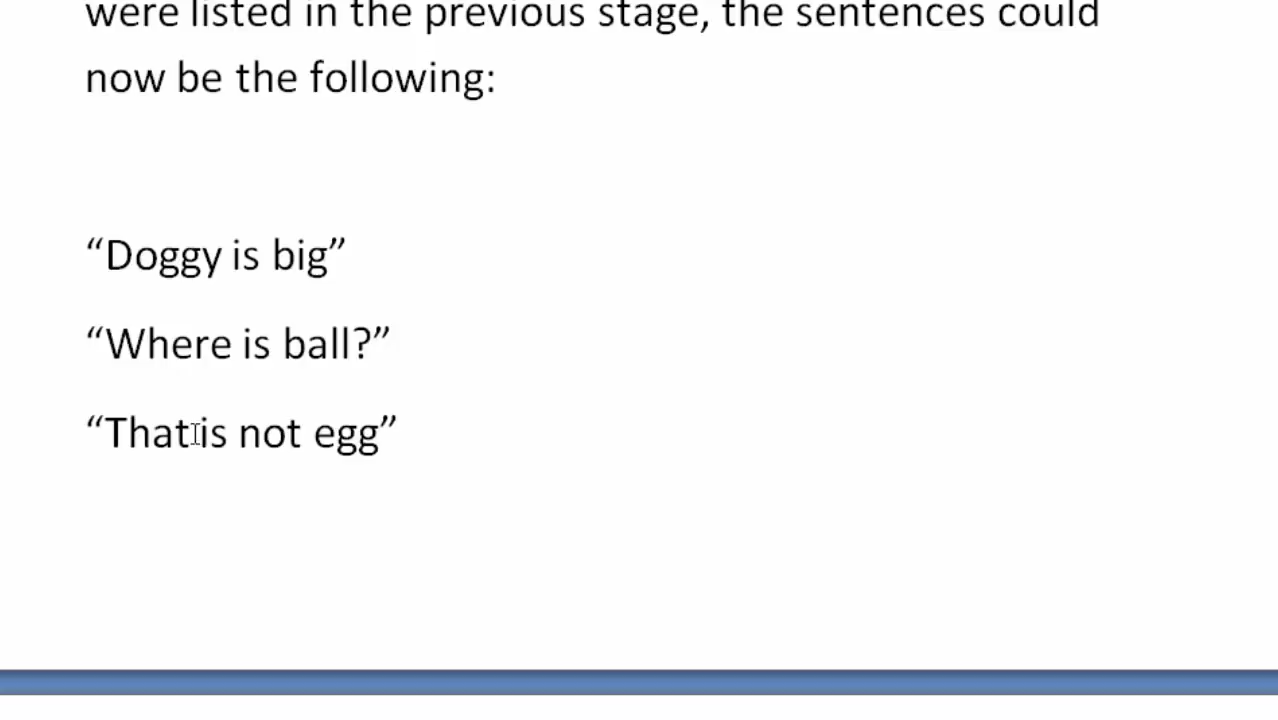 were listed in the previous stage, the sentences could
now be the following:
“Doggy is big”
“Where is ball?”
“That is not egg”